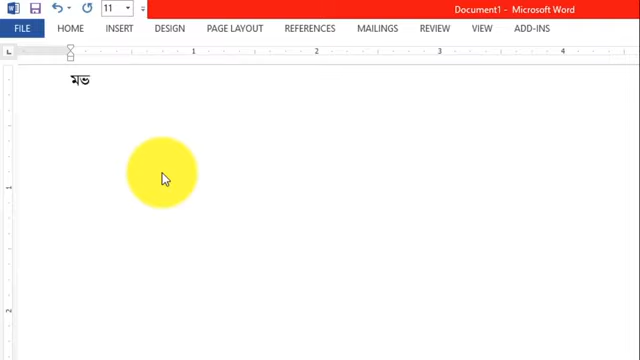 11
Document1 - Microsoft Word
FILE HOME INSERT DESIGN PAGE LAYOUT REFERENCES MAILINGS REVIEW VIEW ADD-INS
1 2 3 4
মভ
1
2